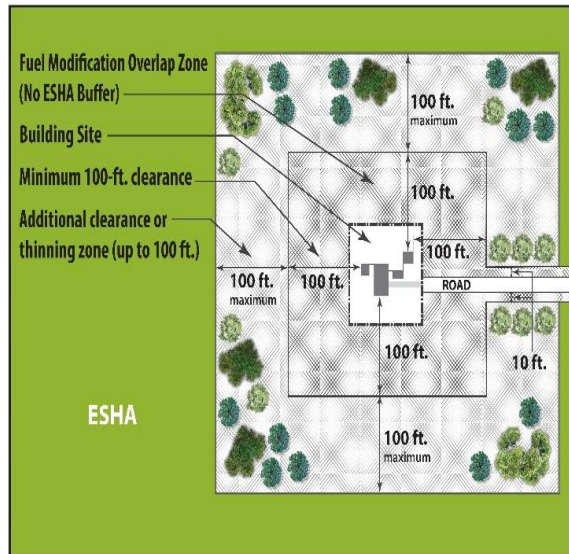 Fuel Modification Overlap Zone
(No ESHA Buffer)
Building Site
Minimum 100-ft. clearance
Additional clearance or
thinning zone (up to 100 ft.)
100 ft.
maximum
100 ft.
100 ft.
100 ft.
maximum
100 ft.
ROAD
100 ft.
10 ft.
ESHA
100 ft.
maximum